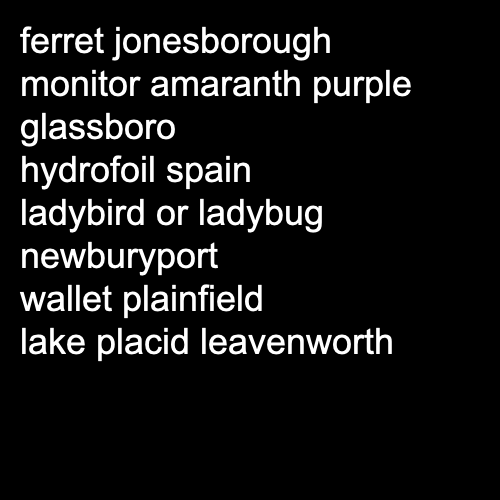 ferret jonesborough
monitor amaranth purple
glassboro
hydrofoil spain
ladybird or ladybug
newburyport
wallet plainfield
lake placid leavenworth